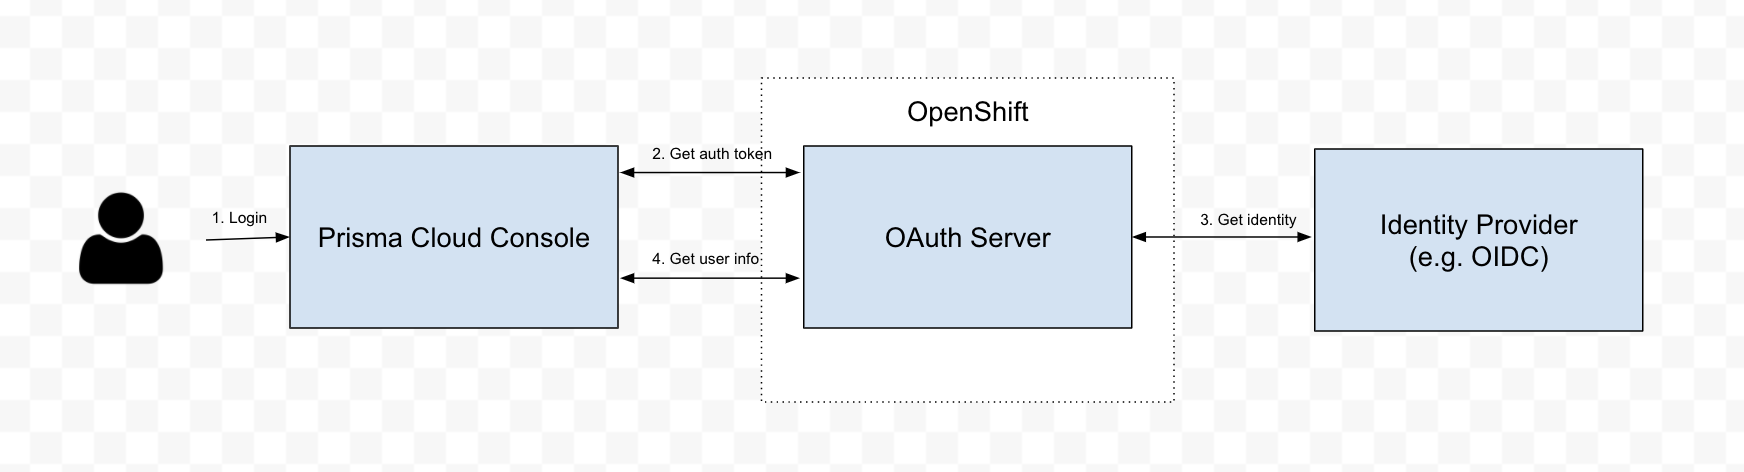 OpenShift
1. Login
Prisma Cloud Console
2. Get auth token
4. Get user info
OAuth Server
3. Get identity
Identity Provider
(e.g. OIDC)